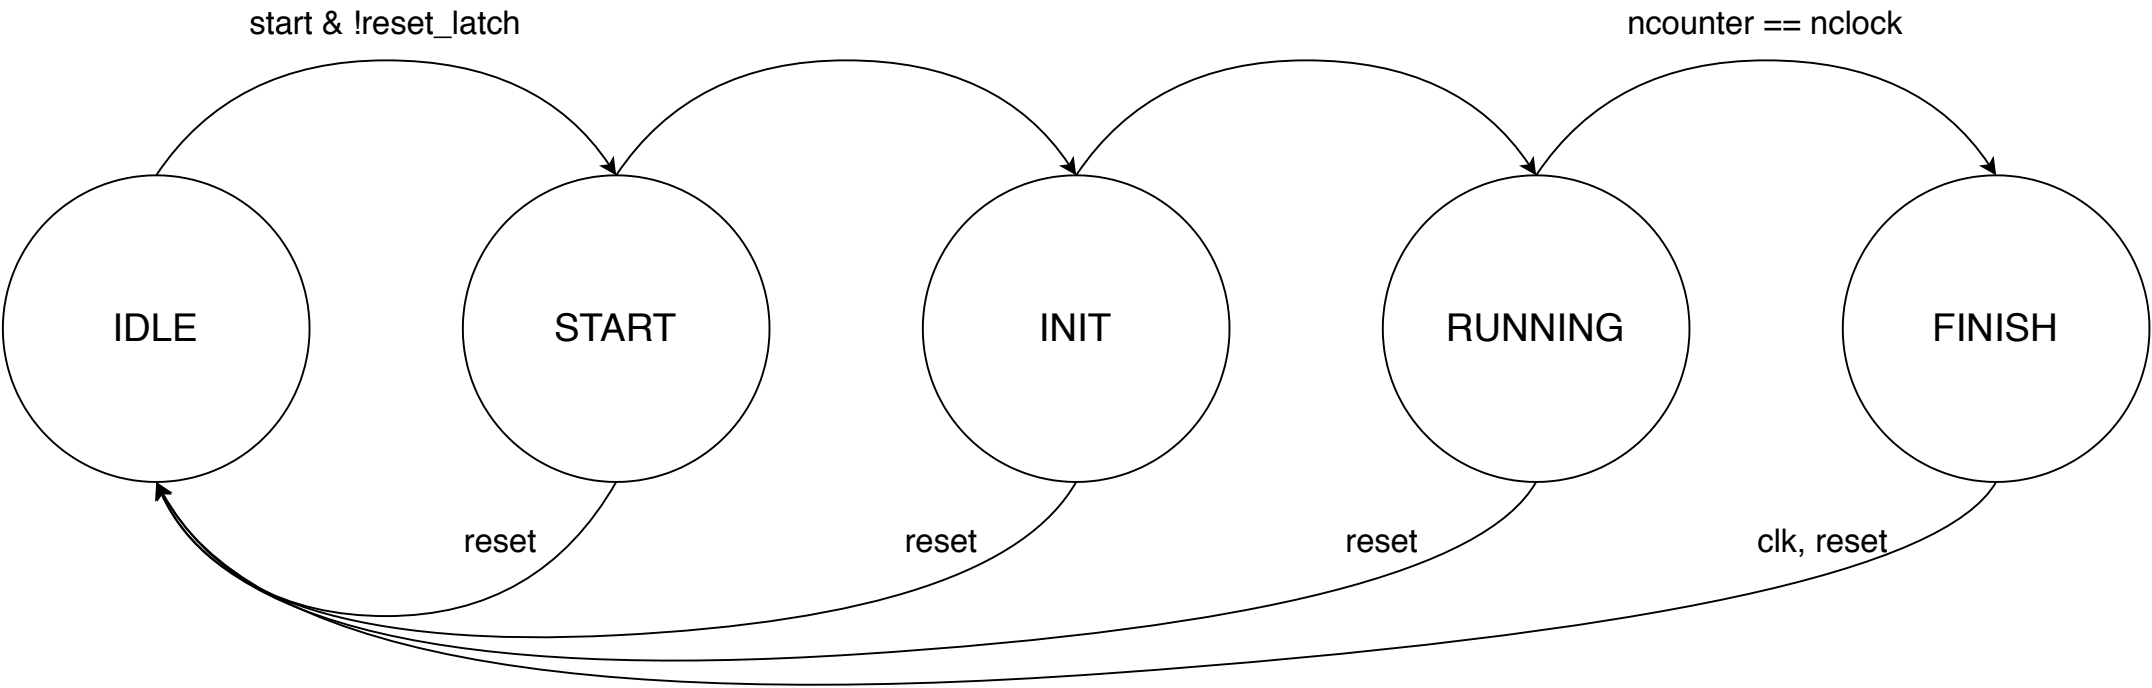 start & !reset_latch
ncounter == nclock
IDLE
START
INIT
RUNNING
FINISH
reset
reset
reset
clk, reset